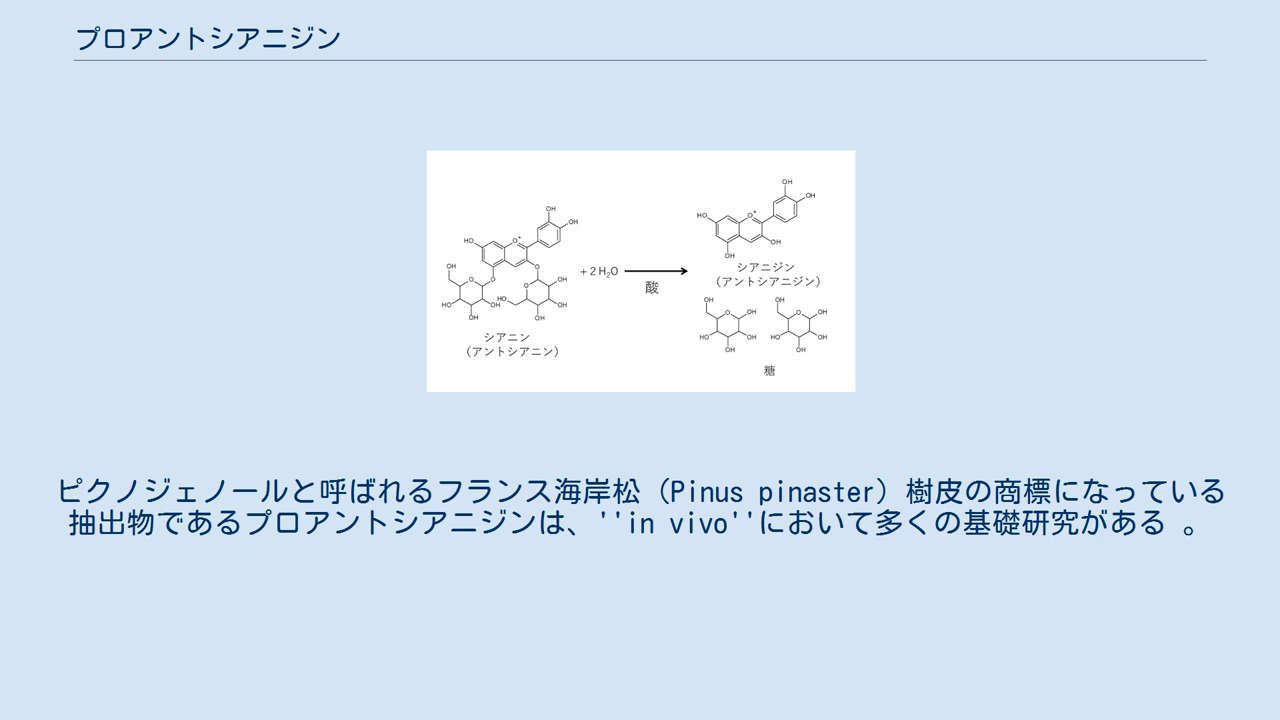 プロアントシアニジン
OH
OH
HO
O+
OH
O
O
O
OH
HO
OH
OH
HO
O
OH
OH
OH
シアニン
（アントシアニン）
+ 2 H2O
酸
OH
OH
HO
O+
OH
OH
シアニジン
（アントシアニジン）
OH
O
OH
HO
OH
OH
OH
O
OH
HO
OH
OH
糖
ピクノジェノールと呼ばれるフランス海岸松（Pinus pinaster）樹皮の商標になっている
抽出物であるプロアントシアニジンは、''in vivo''において多くの基礎研究がある 。